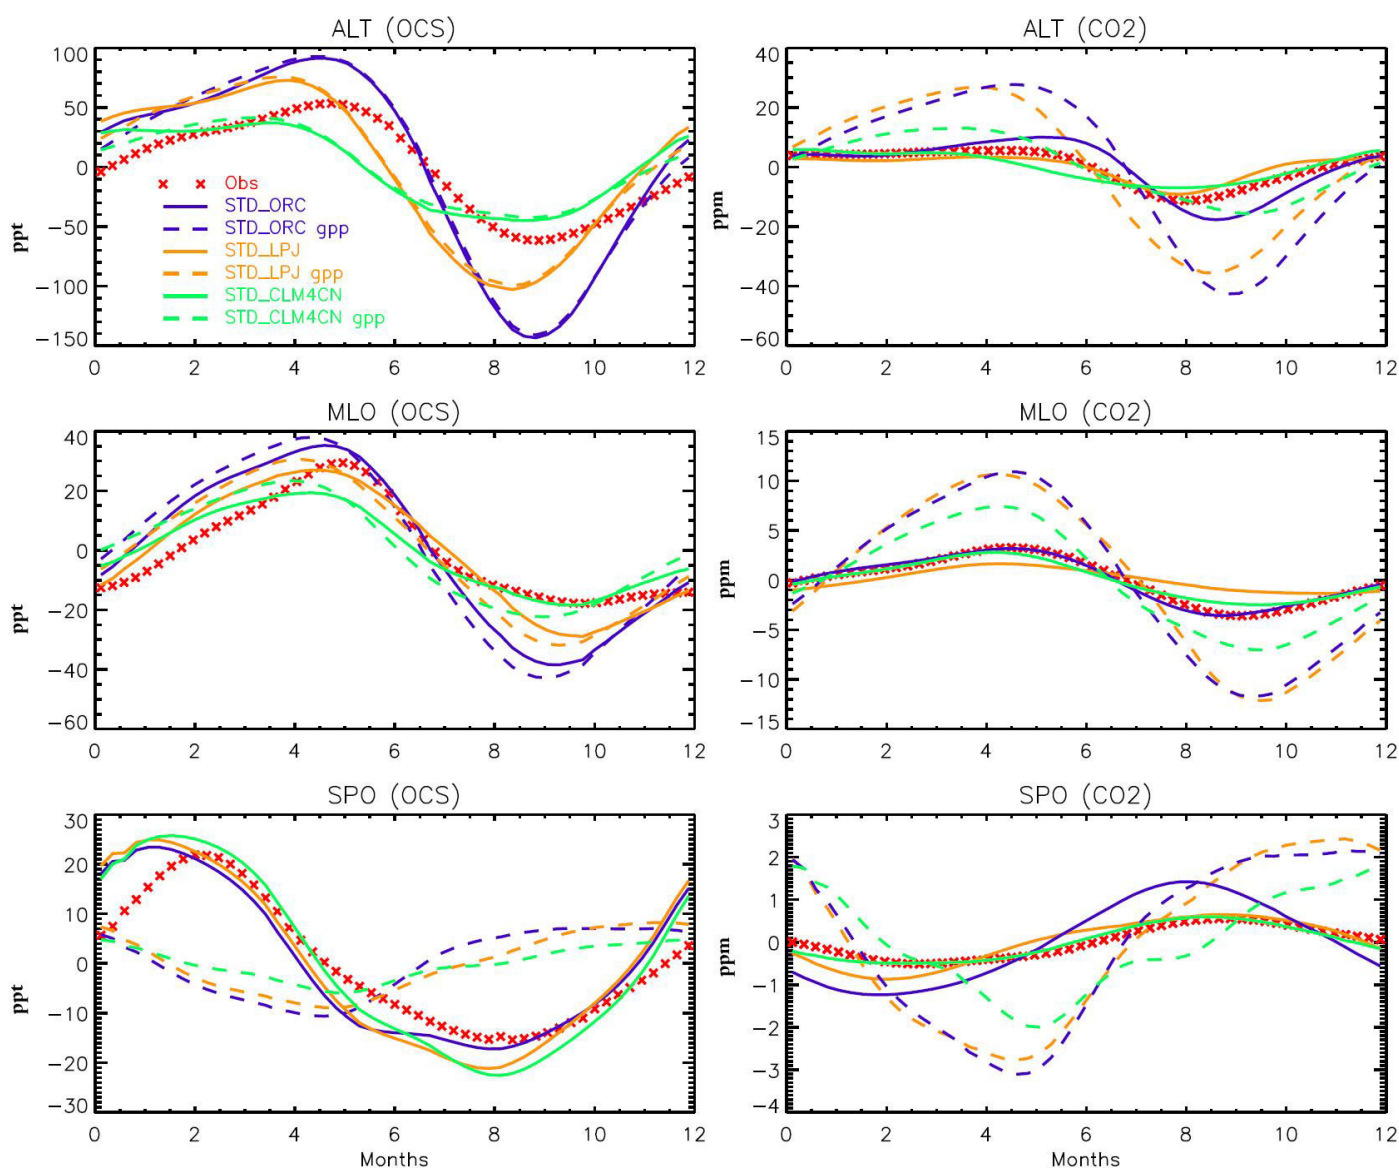 ALT (OCS)
100
50
0
−50
−100
−150
ppt
Obs
STD_ORC
STD_ORC gpp
STD_LPJ
STD_LPJ gpp
STD_CLM4CN
STD_CLM4CN gpp
0 2 4 6 8 10 12
ALT (CO2)
40
20
0
−20
−40
−60
ppm
0 2 4 6 8 10 12
MLO (OCS)
40
20
0
−20
−40
−60
ppt
0 2 4 6 8 10 12
MLO (CO2)
15
10
5
0
−5
−10
−15
ppm
0 2 4 6 8 10 12
SPO (OCS)
30
20
10
0
−10
−20
−30
ppt
0 2 4 6 8 10 12
Months
SPO (CO2)
3
2
1
0
−1
−2
−3
−4
ppm
0 2 4 6 8 10 12
Months